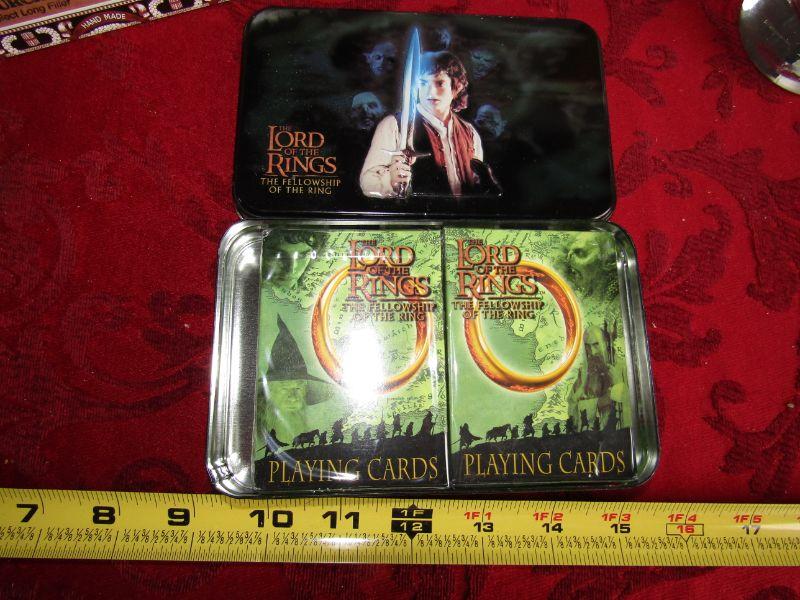 HAND MADE
THE
LORD
OF THE
RINGS
THE FELLOWSHIP
OF THE RING
THE
LORD
OF THE
RINGS
THE FELLOWSHIP
OF THE RING
PLAYING CARDS
THE
LORD
OF THE
RINGS
THE FELLOWSHIP
OF THE RING
PLAYING CARDS
7 8 9 10 11 1F 12 1F1 13 1F2 14 1F3 15 1F4 16 1F5 17